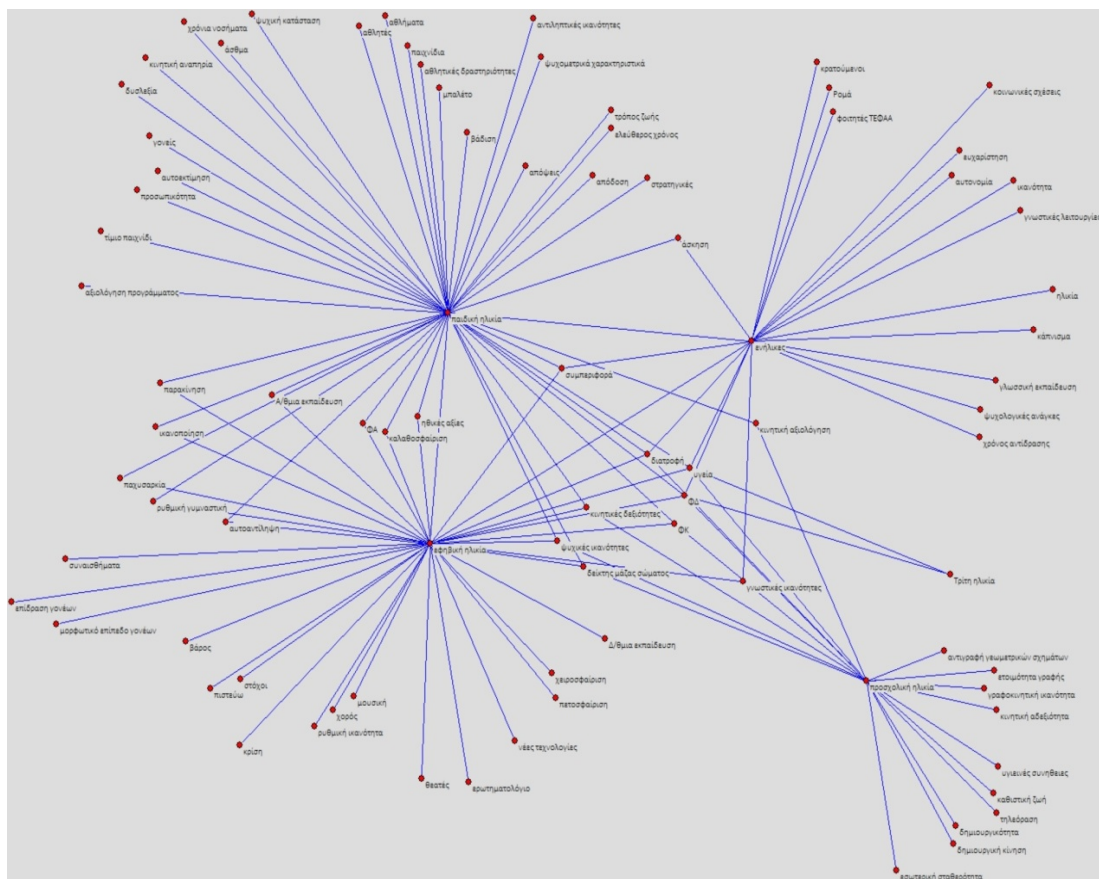 χρόνια νοσήματα
ψυχική κατάσταση
αθλήματα
αθλητές
αντιληπτικές ικανότητες
άσθμα
παιχνίδια
κινητική αναπηρία
αθλητικές δραστηριότητες
ψυχομετρικά χαρακτηριστικά
κρατούμενοι
δυσλεξία
μπαλέτο
Ρομά
κοινωνικές σχέσεις
τρόπος ζωής
φοιτητές ΤΕΦΑΑ
ελεύθερος χρόνος
γονείς
βάδιση
ευχαρίστηση
αυτοεκτίμηση
απόψεις
απόδοση
στρατηγικές
αυτονομία
ικανότητα
προσωπικότητα
γνωστικές λειτουργίες
τίμιο παιχνίδι
άσκηση
αξιολόγηση προγράμματος
ηλικία
παιδική ηλικία
ενήλικες
κάπνισμα
συμπεριφορά
παρακίνηση
γλωσσική εκπαίδευση
Α/θμια εκπαίδευση
ψυχολογικές ανάγκες
ηθικές αξίες
ικανοποίηση
ΦΑ
καλαθοσφαίριση
κινητική αξιολόγηση
χρόνος αντίδρασης
διατροφή
υγεία
παχυσαρκία
ΦΔ
ρυθμική γυμναστική
κινητικές δεξιότητες
αυτοαντίληψη
ΦΚ
εφηβική ηλικία
ψυχικές ικανότητες
συναισθήματα
δείκτης μάζας σώματος
Τρίτη ηλικία
γνωστικές ικανότητες
επίδραση γονέων
μορφωτικό επίπεδο γονέων
βάρος
Δ/θμια εκπαίδευση
αντιγραφή γεωμετρικών σχημάτων
χειροσφαίριση
ετοιμότητα γραφής
στόχοι
προσχολική ηλικία
πιστεύω
γραφοκινητική ικανότητα
μουσική
πετοσφαίριση
χορός
κινητική αδεξιότητα
ρυθμική ικανότητα
κρίση
νέες τεχνολογίες
υγιεινές συνήθειες
θεατές
ερωτηματολόγιο
καθιστική ζωή
τηλεόραση
δημιουργικότητα
δημιουργική κίνηση
εσωτερική σταθερότητα